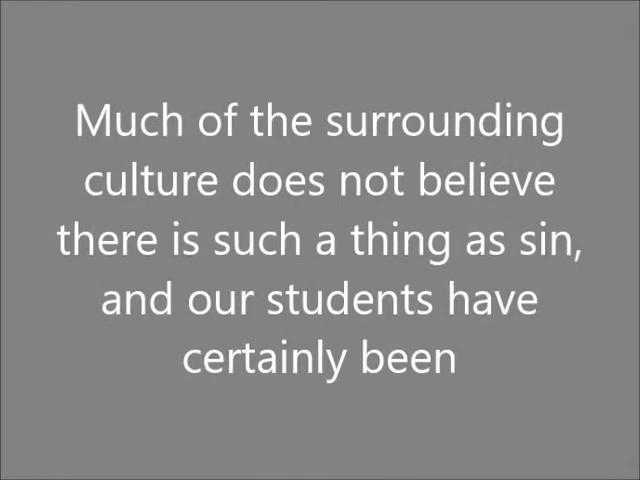 Much of the surrounding
culture does not believe
there is such a thing as sin,
and our students have
certainly been